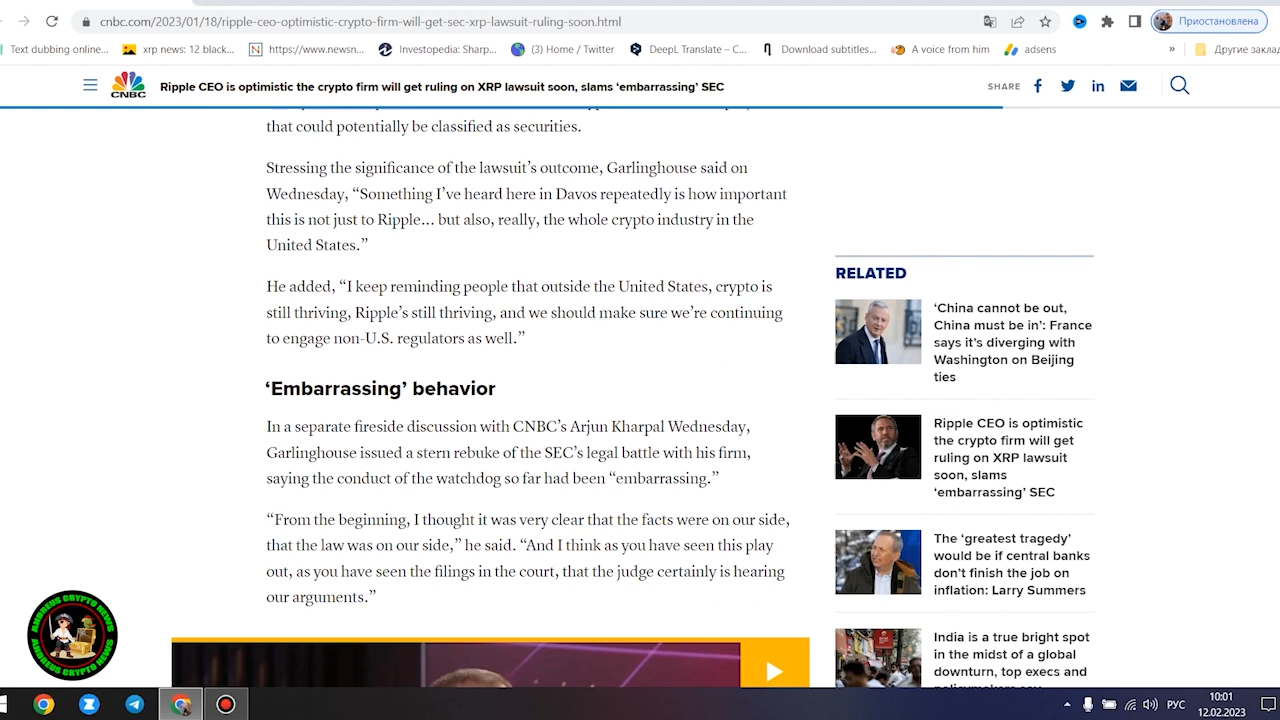 cnbc.com/2023/01/18/ripple-ceo-optimistic-crypto-firm-will-get-sec-xrp-lawsuit-ruling-soon.html
Приостановлена
Text dubbing online...
xrp news: 12 black...
https://www.newsn...
Investopedia: Sharp...
(3) Home / Twitter
DeepL Translate – C...
Download subtitles...
A voice from him
adsens
»
Другие закла
CNBC
Ripple CEO is optimistic the crypto firm will get ruling on XRP lawsuit soon, slams ‘embarrassing’ SEC
SHARE
that could potentially be classified as securities.
Stressing the significance of the lawsuit’s outcome, Garlinghouse said on
Wednesday, “Something I’ve heard here in Davos repeatedly is how important
this is not just to Ripple... but also, really, the whole crypto industry in the
United States.”
He added, “I keep reminding people that outside the United States, crypto is
still thriving, Ripple’s still thriving, and we should make sure we’re continuing
to engage non-U.S. regulators as well.”
‘Embarrassing’ behavior
In a separate fireside discussion with CNBC’s Arjun Kharpal Wednesday,
Garlinghouse issued a stern rebuke of the SEC’s legal battle with his firm,
saying the conduct of the watchdog so far had been “embarrassing.”
“From the beginning, I thought it was very clear that the facts were on our side,
that the law was on our side,” he said. “And I think as you have seen this play
out, as you have seen the filings in the court, that the judge certainly is hearing
our arguments.”
RELATED
‘China cannot be out,
China must be in’: France
says it’s diverging with
Washington on Beijing
ties
Ripple CEO is optimistic
the crypto firm will get
ruling on XRP lawsuit
soon, slams
‘embarrassing’ SEC
The ‘greatest tragedy’
would be if central banks
don’t finish the job on
inflation: Larry Summers
India is a true bright spot
in the midst of a global
downturn, top execs and
ANDREUS CRYPTO NEWS
ANDREUS CRYPTO NEWS
РУС
10:01
12.02.2023